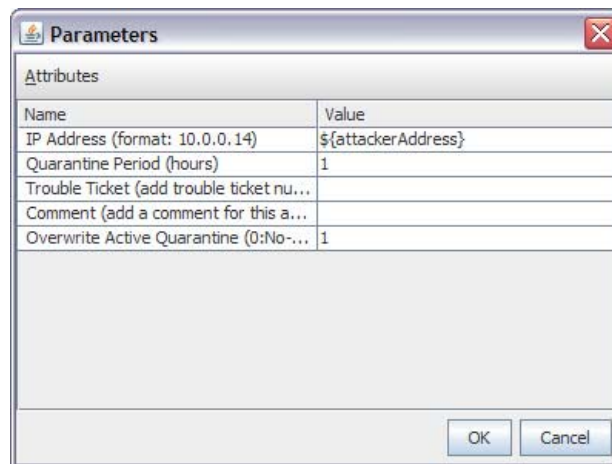 Parameters
Attributes
Name Value
IP Address (format: 10.0.0.14) ${attackerAddress}
Quarantine Period (hours) 1
Trouble Ticket (add trouble ticket nu...
Comment (add a comment for this a...
Overwrite Active Quarantine (0:No-... 1
OK Cancel